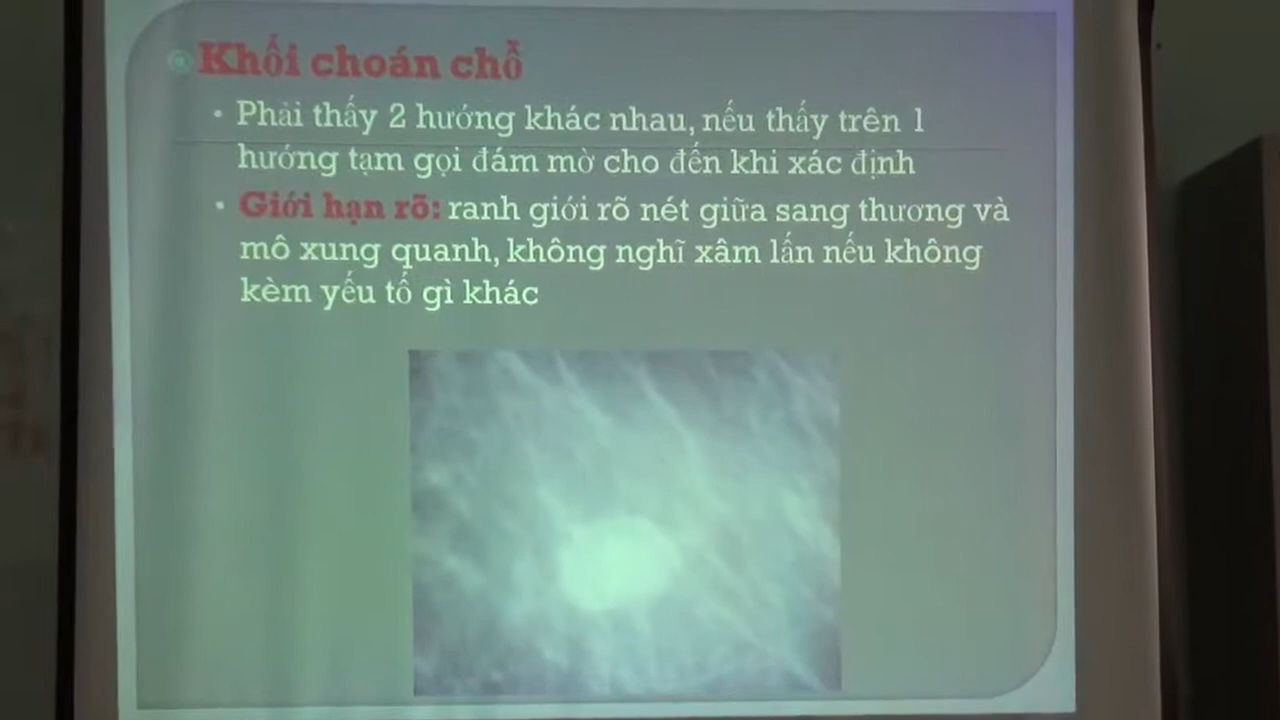 Khối choán chỗ
• Phải thấy 2 hướng khác nhau, nếu thấy trên 1
hướng tạm gọi đám mờ cho đến khi xác định
• Giới hạn rõ: ranh giới rõ nét giữa sang thương và
mô xung quanh, không nghĩ xâm lấn nếu không
kèm yếu tố gì khác